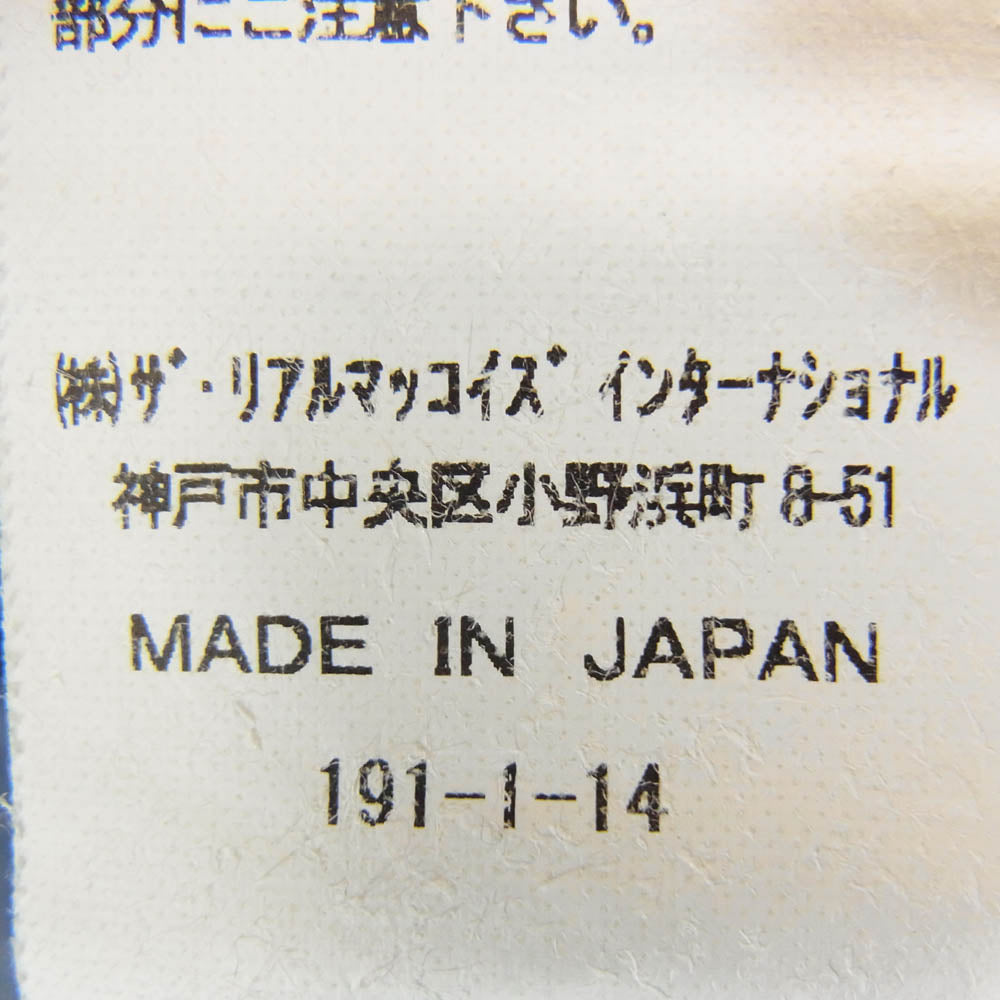 部分にご注意下さい。
㈱ｻﾞ・リアルマッコイｽﾞ インターナショナル
神戸市中央区小野浜町8-51
MADE IN JAPAN
191-1-14